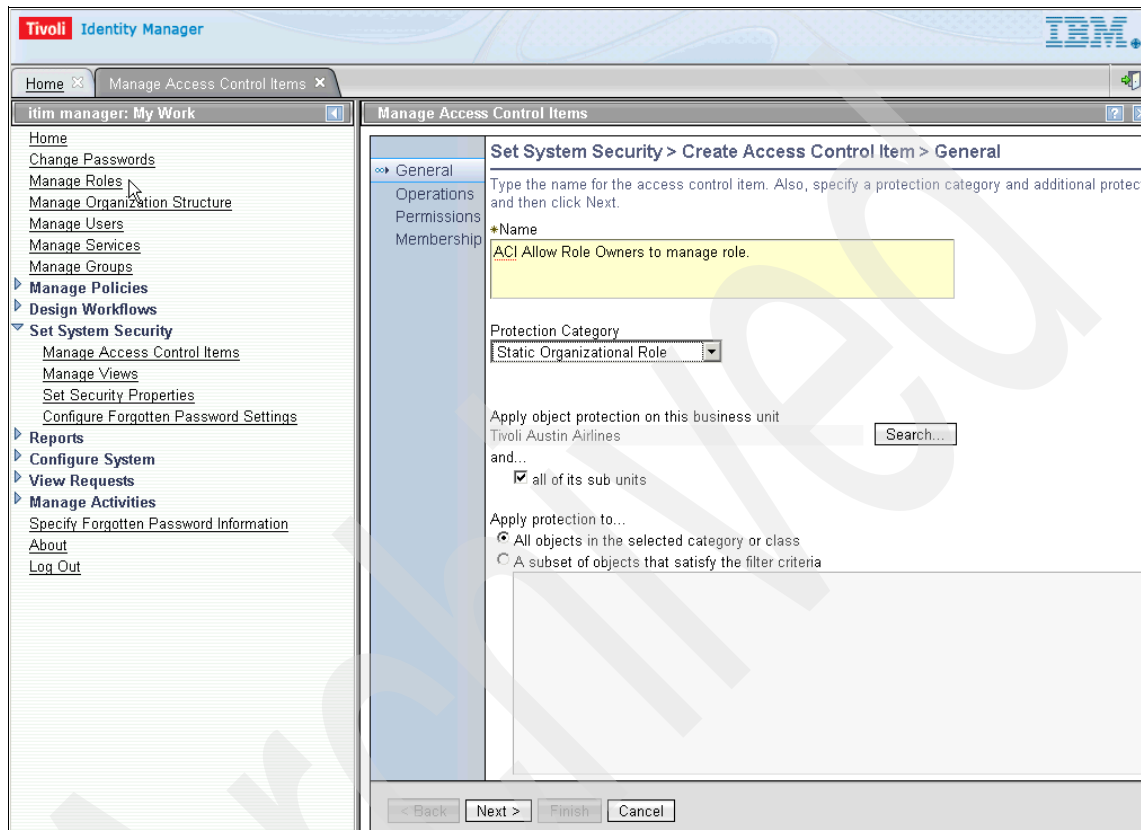 Tivoli Identity Manager
IBM.
Home
Manage Access Control Items
itim manager: My Work
Home
Change Passwords
Manage Roles
Manage Organization Structure
Manage Users
Manage Services
Manage Groups
Manage Policies
Design Workflows
Set System Security
Manage Access Control Items
Manage Views
Set Security Properties
Configure Forgotten Password Settings
Reports
Configure System
View Requests
Manage Activities
Specify Forgotten Password Information
About
Log Out
Manage Access Control Items
?
General
Operations
Permissions
Membership
Set System Security > Create Access Control Item > General
Type the name for the access control item. Also, specify a protection category and additional protec
and then click Next.
*Name
ACI Allow Role Owners to manage role.
Protection Category
Static Organizational Role
Apply object protection on this business unit
Tivoli Austin Airlines
Search...
and...
all of its sub units
Apply protection to...
All objects in the selected category or class
A subset of objects that satisfy the filter criteria
< Back Next > Finish Cancel
Archived